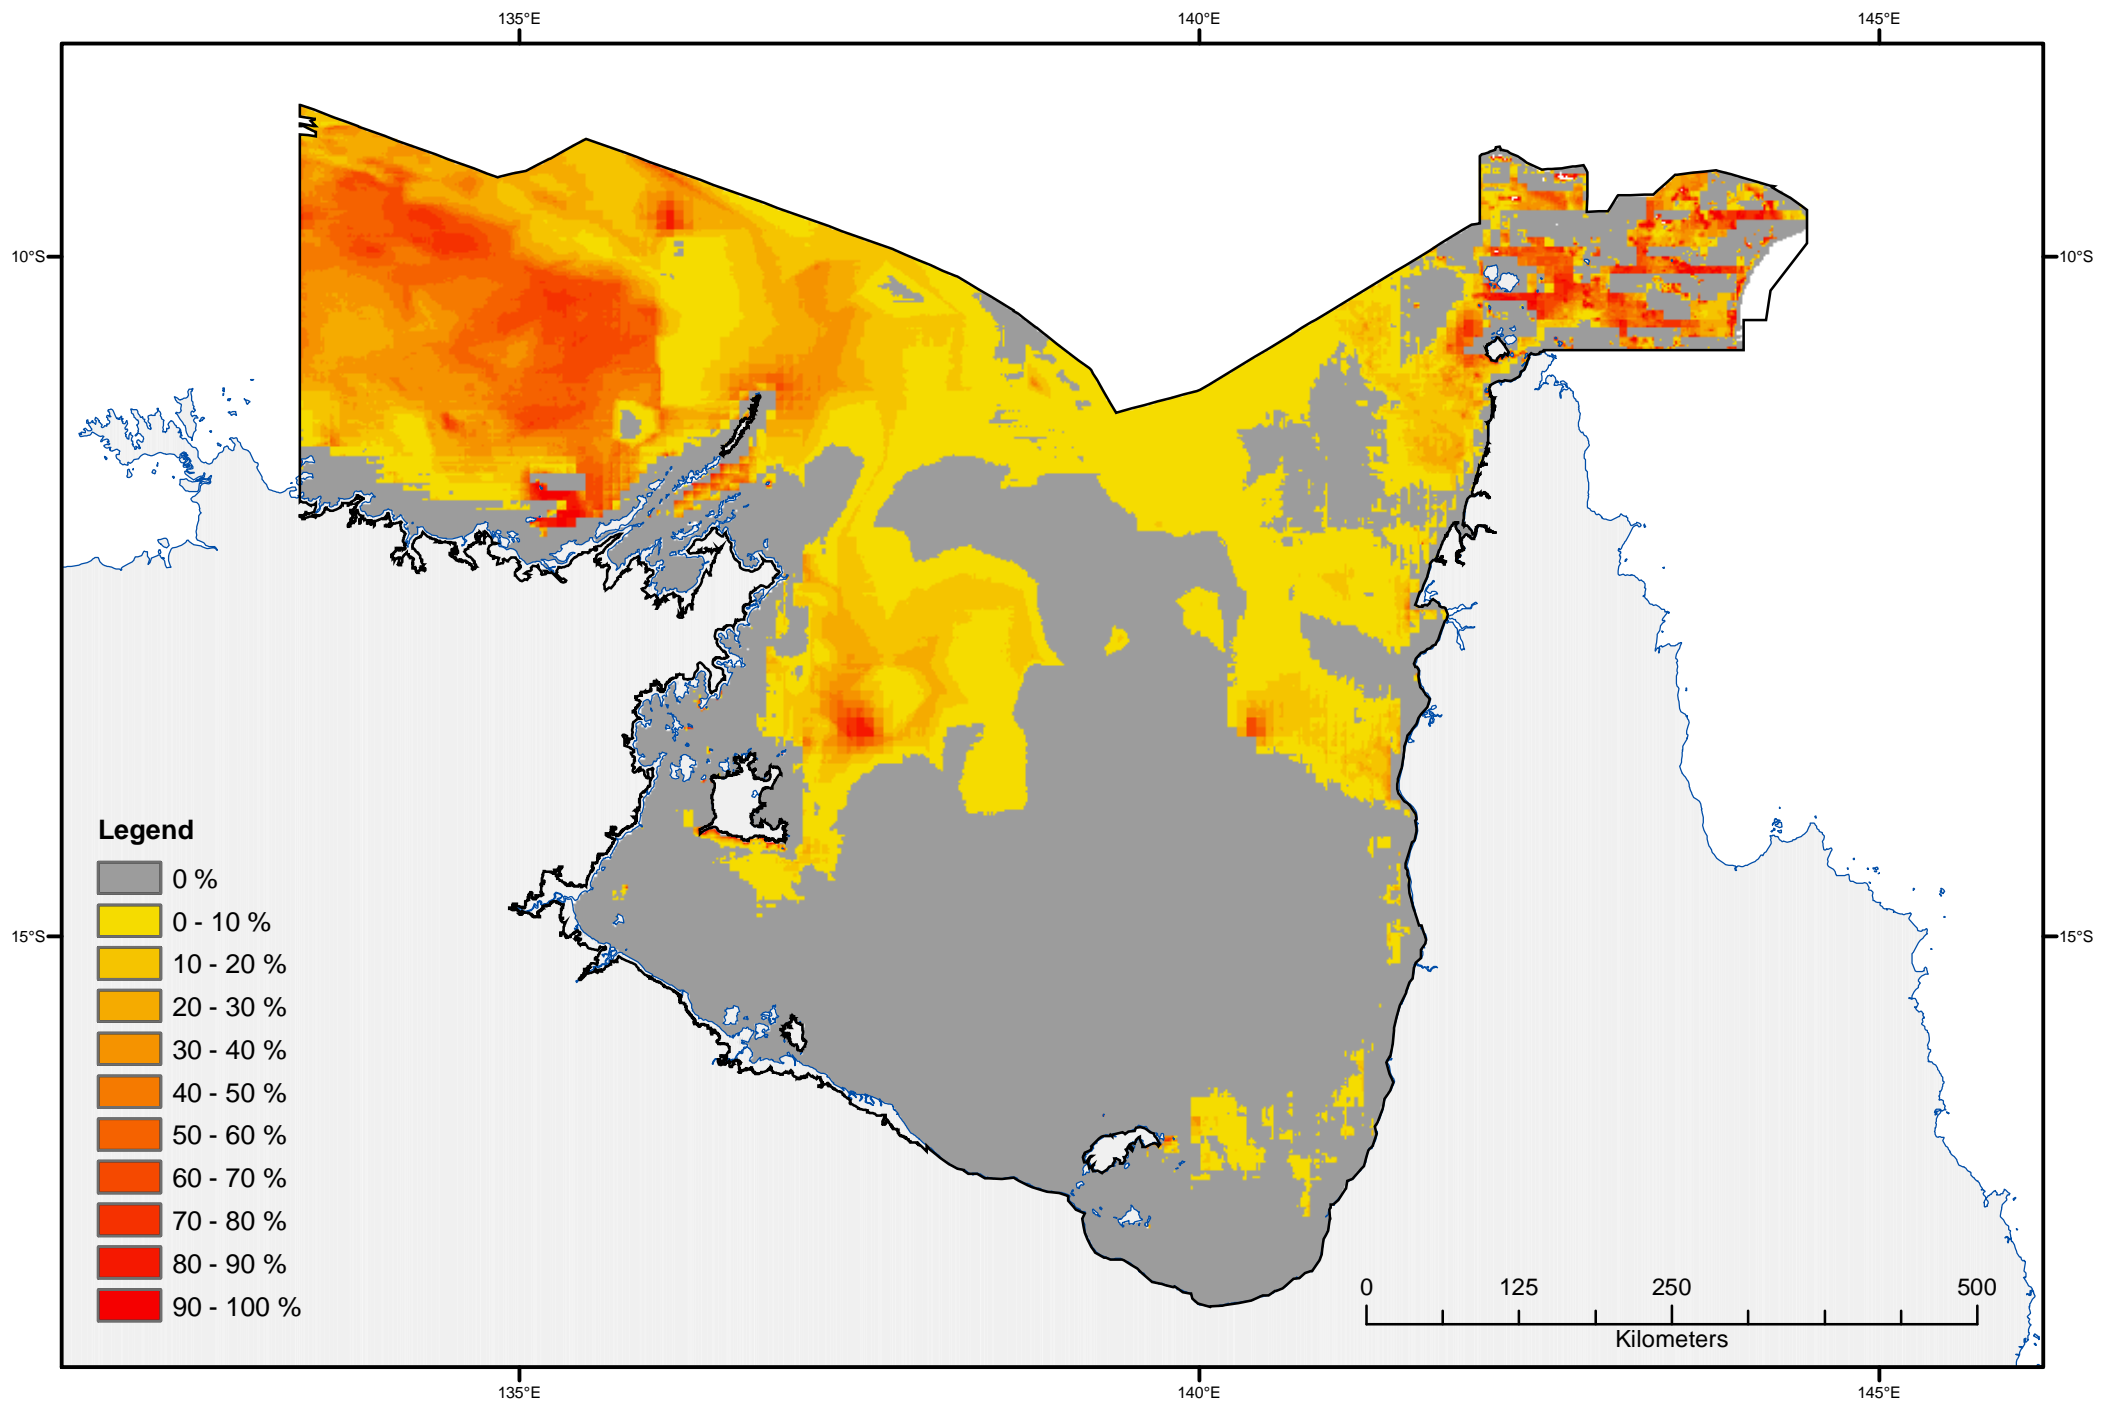 135°E 140°E 145°E
10°S 10°S
Legend
0 %
0 - 10 %
15°S 15°S
10 - 20 %
20 - 30 %
30 - 40 %
40 - 50 %
50 - 60 %
60 - 70 %
70 - 80 %
80 - 90 %
90 - 100 %
0 125 250 500
Kilometers
135°E 140°E 145°E